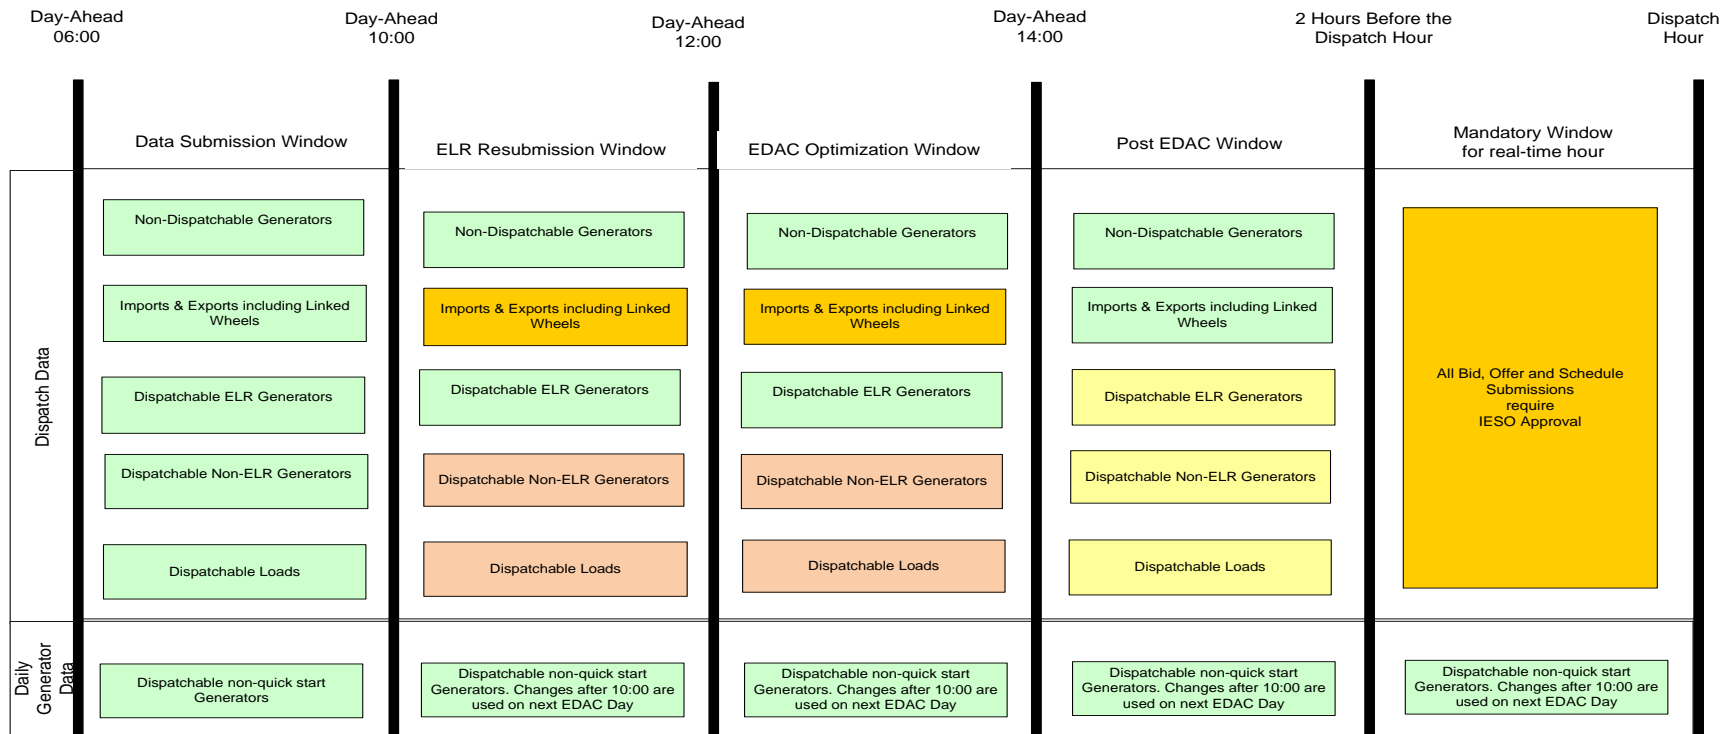 Day-Ahead
06:00
Day-Ahead
10:00
Day-Ahead
12:00
Day-Ahead
14:00
2 Hours Before the
Dispatch Hour
Dispatch
Hour
Data Submission Window
ELR Resubmission Window
EDAC Optimization Window
Post EDAC Window
Mandatory Window
for real-time hour
Dispatch Data
Non-Dispatchable Generators
Non-Dispatchable Generators
Non-Dispatchable Generators
Non-Dispatchable Generators
Imports & Exports including Linked
Wheels
Imports & Exports including Linked
Wheels
Imports & Exports including Linked
Wheels
Imports & Exports including Linked
Wheels
Dispatchable ELR Generators
Dispatchable ELR Generators
Dispatchable ELR Generators
Dispatchable ELR Generators
All Bid, Offer and Schedule
Submissions
require
IESO Approval
Dispatchable Non-ELR Generators
Dispatchable Non-ELR Generators
Dispatchable Non-ELR Generators
Dispatchable Non-ELR Generators
Dispatchable Loads
Dispatchable Loads
Dispatchable Loads
Dispatchable Loads
Daily
Generator
Data
Dispatchable non-quick start
Generators
Dispatchable non-quick start
Generators. Changes after 10:00 are
used on next EDAC Day
Dispatchable non-quick start
Generators. Changes after 10:00 are
used on next EDAC Day
Dispatchable non-quick start
Generators. Changes after 10:00 are
used on next EDAC Day
Dispatchable non-quick start
Generators. Changes after 10:00 are
used on next EDAC Day